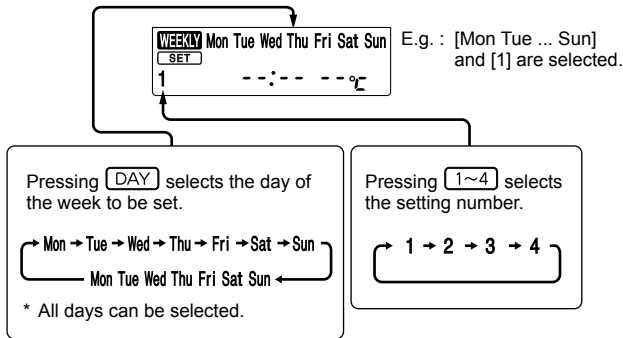 WEEKLY Mon Tue Wed Thu Fri Sat Sun
SET
1 --:-- --°C
E.g. : [Mon Tue ... Sun]
and [1] are selected.
Pressing DAY selects the day of
the week to be set.
Mon → Tue → Wed → Thu → Fri → Sat → Sun
Mon Tue Wed Thu Fri Sat Sun
* All days can be selected.
Pressing 1~4 selects
the setting number.
1 → 2 → 3 → 4